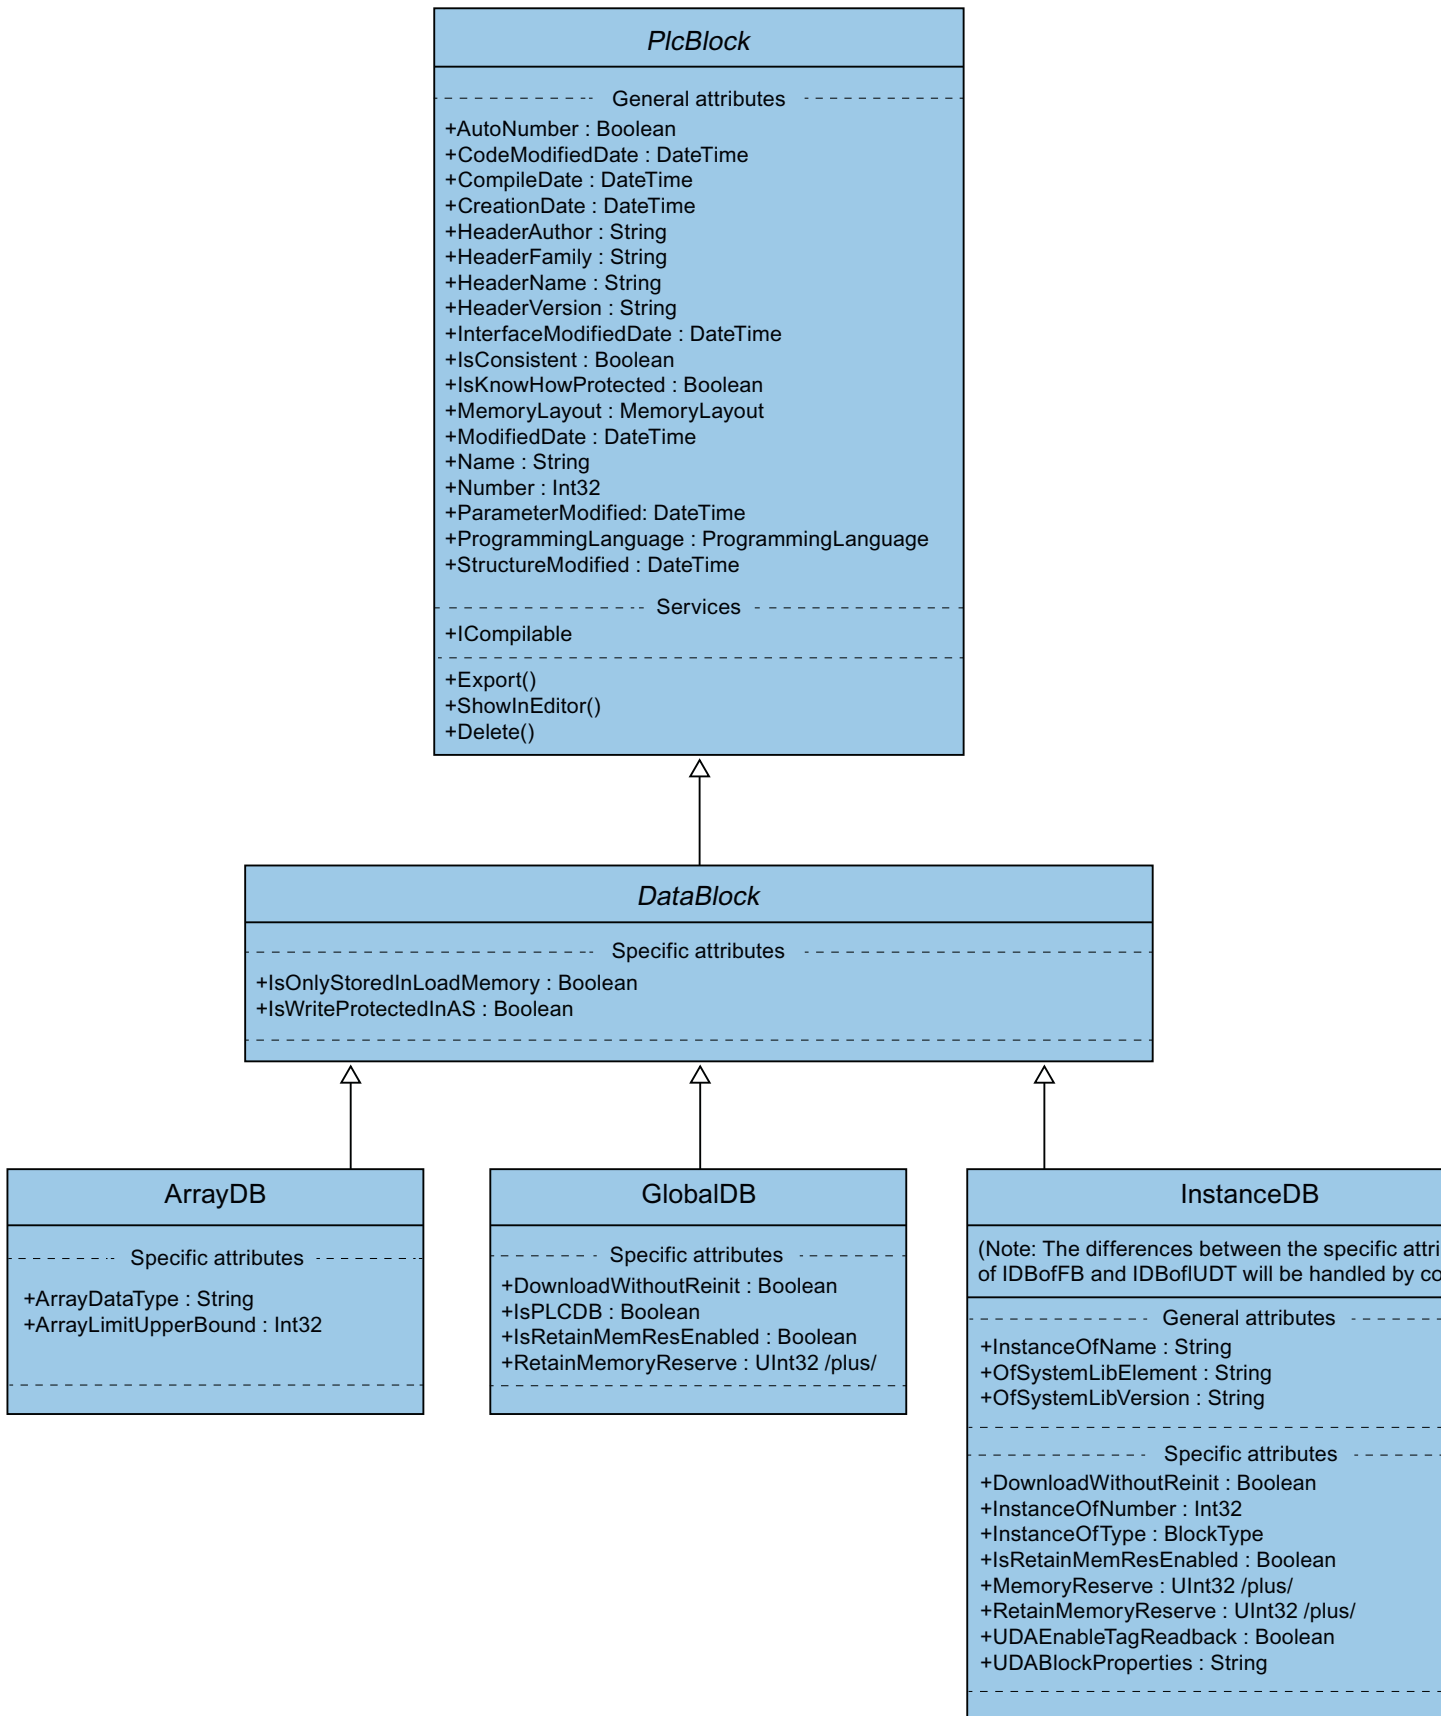 PlcBlock
General attributes
+AutoNumber : Boolean
+CodeModifiedDate : DateTime
+CompileDate : DateTime
+CreationDate : DateTime
+HeaderAuthor : String
+HeaderFamily : String
+HeaderName : String
+HeaderVersion : String
+InterfaceModifiedDate : DateTime
+IsConsistent : Boolean
+IsKnowHowProtected : Boolean
+MemoryLayout : MemoryLayout
+ModifiedDate : DateTime
+Name : String
+Number : Int32
+ParameterModified: DateTime
+ProgrammingLanguage : ProgrammingLanguage
+StructureModified : DateTime
Services
+ICompilable
+Export()
+ShowInEditor()
+Delete()
DataBlock
Specific attributes
+IsOnlyStoredInLoadMemory : Boolean
+IsWriteProtectedInAS : Boolean
ArrayDB
Specific attributes
+ArrayDataType : String
+ArrayLimitUpperBound : Int32
GlobalDB
Specific attributes
+DownloadWithoutReinit : Boolean
+IsPLCDB : Boolean
+IsRetainMemResEnabled : Boolean
+RetainMemoryReserve : UInt32 /plus/
InstanceDB
(Note: The differences between the specific attri
of IDBofFB and IDBofIUDT will be handled by co
General attributes
+InstanceOfName : String
+OfSystemLibElement : String
+OfSystemLibVersion : String
Specific attributes
+DownloadWithoutReinit : Boolean
+InstanceOfNumber : Int32
+InstanceOfType : BlockType
+IsRetainMemResEnabled : Boolean
+MemoryReserve : UInt32 /plus/
+RetainMemoryReserve : UInt32 /plus/
+UDAEnableTagReadback : Boolean
+UDABlockProperties : String